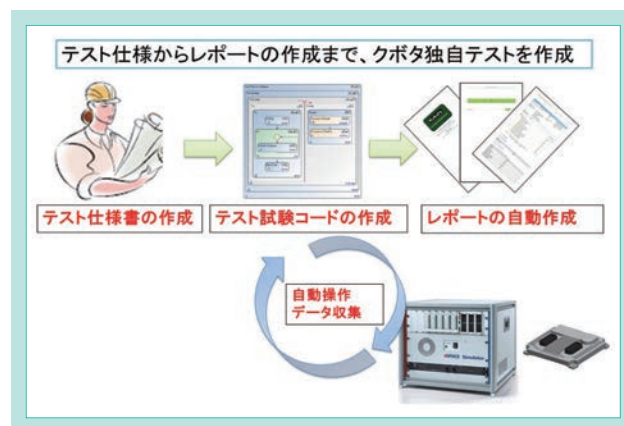 テスト仕様からレポートの作成まで、クボタ独自テストを作成
テスト仕様書の作成
テスト試験コードの作成
レポートの自動作成
自動操作
データ収集